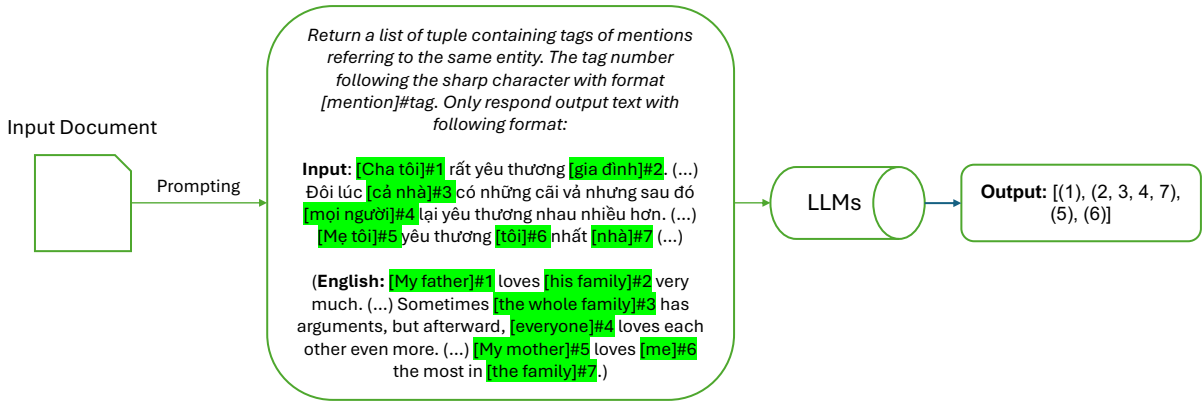 Input Document
Prompting
Return a list of tuple containing tags of mentions
referring to the same entity. The tag number
following the sharp character with format
[mention]#tag. Only respond output text with
following format:
Input: [Cha tôi]#1 rất yêu thương [gia đình]#2. (...)
Đôi lúc [cả nhà]#3 có những cãi vả nhưng sau đó
[mọi người]#4 lại yêu thương nhau nhiều hơn. (...)
[Mẹ tôi]#5 yêu thương [tôi]#6 nhất [nhà]#7 (...)
(English: [My father]#1 loves [his family]#2 very
much. (...) Sometimes [the whole family]#3 has
arguments, but afterward, [everyone]#4 loves each
other even more. (...) [My mother]#5 loves [me]#6
the most in [the family]#7.)
LLMs
Output: [(1), (2, 3, 4, 7),
(5), (6)]